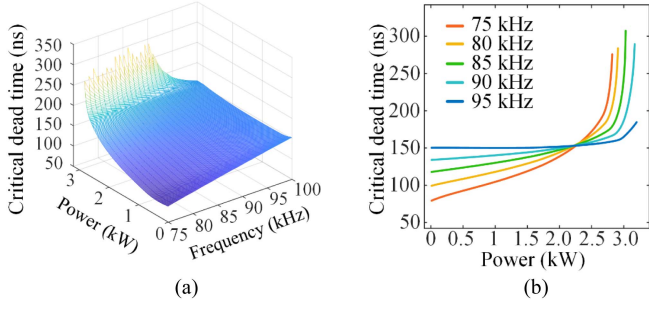 350
300
250
200
150
100
50
Critical dead time (ns)
3
2
1
0
Power (kW)
75
80
85
90
95
100
Frequency (kHz)
(a)
300
250
200
150
100
50
Critical dead time (ns)
75 kHz
80 kHz
85 kHz
90 kHz
95 kHz
0 0.5 1.0 1.5 2.0 2.5 3.0
Power (kW)
(b)